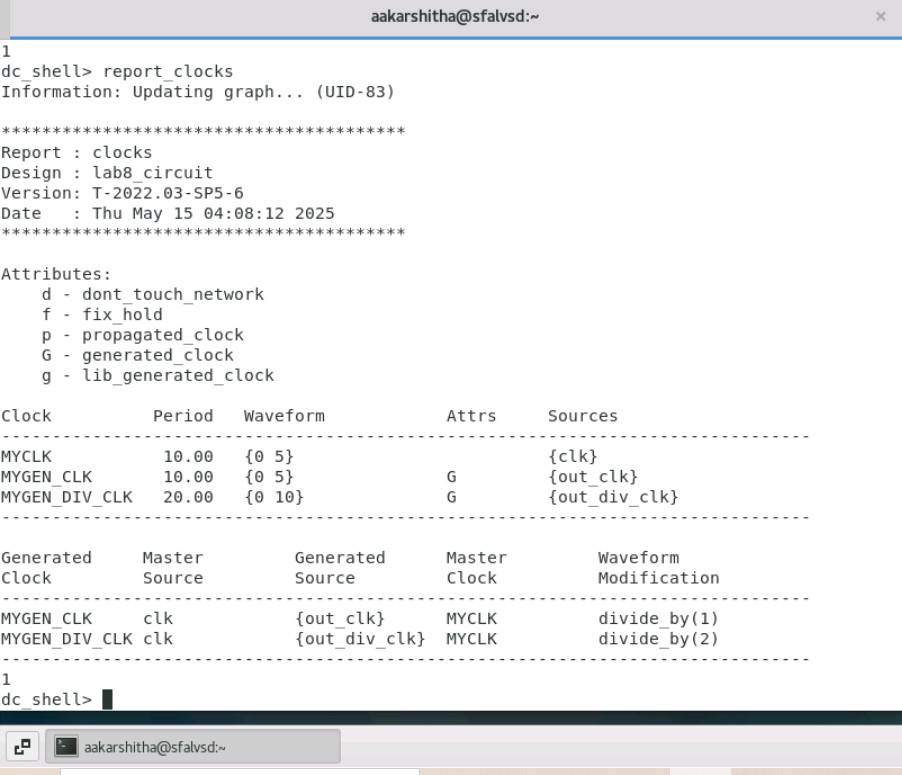 aakarshitha@sfalvsd:~ ×
1
dc_shell> report_clocks
Information: Updating graph... (UID-83)
****************************************
Report : clocks
Design : lab8_circuit
Version: T-2022.03-SP5-6
Date   : Thu May 15 04:08:12 2025
****************************************
Attributes:
    d - dont_touch_network
    f - fix_hold
    p - propagated_clock
    G - generated_clock
    g - lib_generated_clock
Clock          Period   Waveform            Attrs     Sources
--------------------------------------------------------------------------------
MYCLK           10.00   {0 5}                         {clk}
MYGEN_CLK       10.00   {0 5}               G         {out_clk}
MYGEN_DIV_CLK   20.00   {0 10}              G         {out_div_clk}
--------------------------------------------------------------------------------
Generated     Master         Generated      Master         Waveform
Clock         Source         Source         Clock          Modification
--------------------------------------------------------------------------------
MYGEN_CLK     clk            {out_clk}      MYCLK          divide_by(1)
MYGEN_DIV_CLK clk            {out_div_clk}  MYCLK          divide_by(2)
--------------------------------------------------------------------------------
1
dc_shell>
aakarshitha@sfalvsd:~